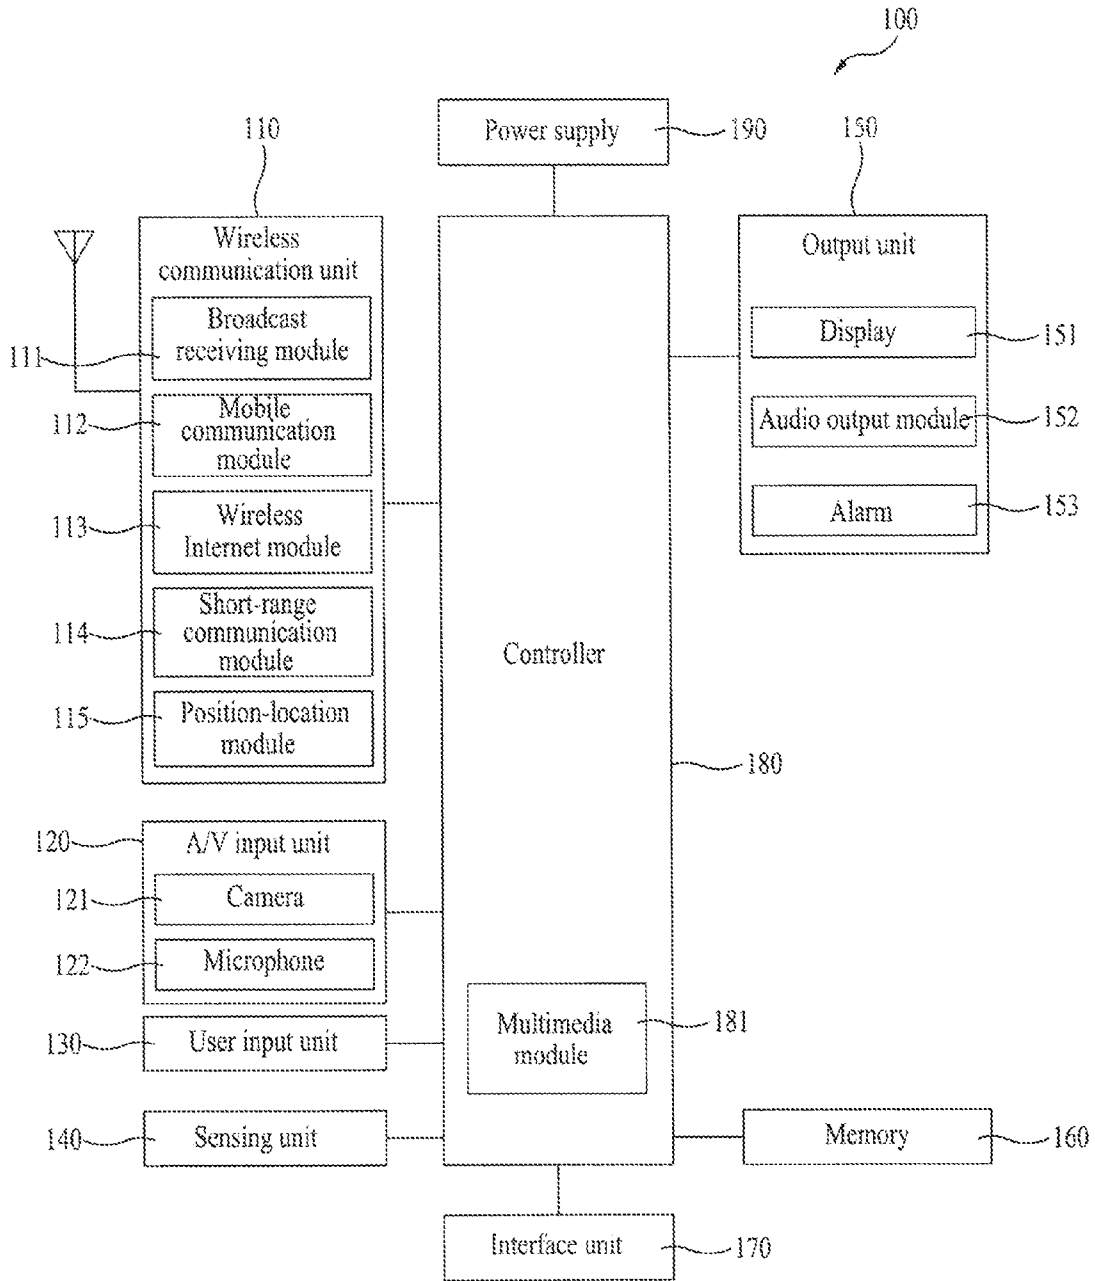 100
Power supply
190
110
150
Wireless
communication unit
Broadcast
receiving module
111
Mobile
communication
module
112
Wireless
Internet module
113
Short-range
communication
module
114
Position-location
module
115
Output unit
Display
151
Audio output module
152
Alarm
153
Controller
180
120
A/V input unit
121
Camera
122
Microphone
130
User input unit
Multimedia
module
181
140
Sensing unit
Memory
160
Interface unit
170